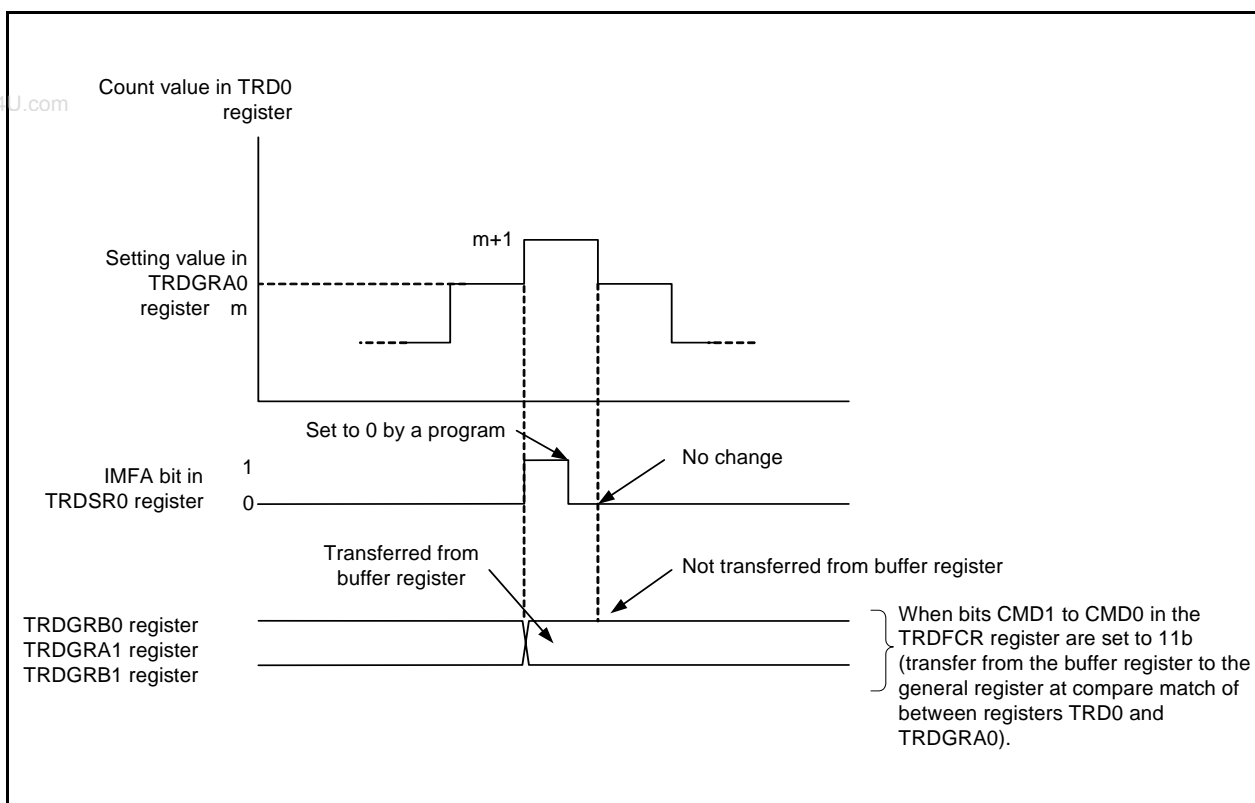 Count value in TRD0
register
4U.com
m+1
Setting value in
TRDGRA0
register m
Set to 0 by a program
No change
IMFA bit in
TRDSR0 register
1
0
Transferred from
buffer register
Not transferred from buffer register
TRDGRB0 register
TRDGRA1 register
TRDGRB1 register
When bits CMD1 to CMD0 in the
TRDFCR register are set to 11b
(transfer from the buffer register to the
general register at compare match of
between registers TRD0 and
TRDGRA0).